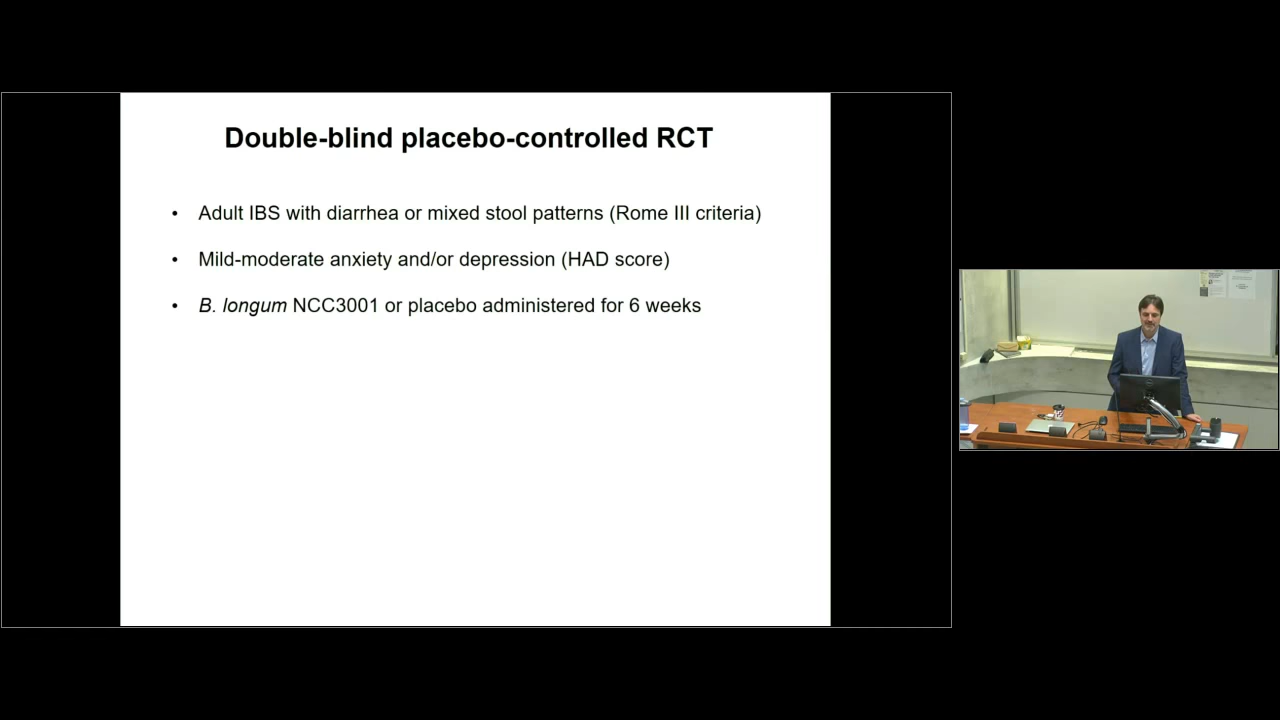 Double-blind placebo-controlled RCT
• Adult IBS with diarrhea or mixed stool patterns (Rome III criteria)
• Mild-moderate anxiety and/or depression (HAD score)
• B. longum NCC3001 or placebo administered for 6 weeks